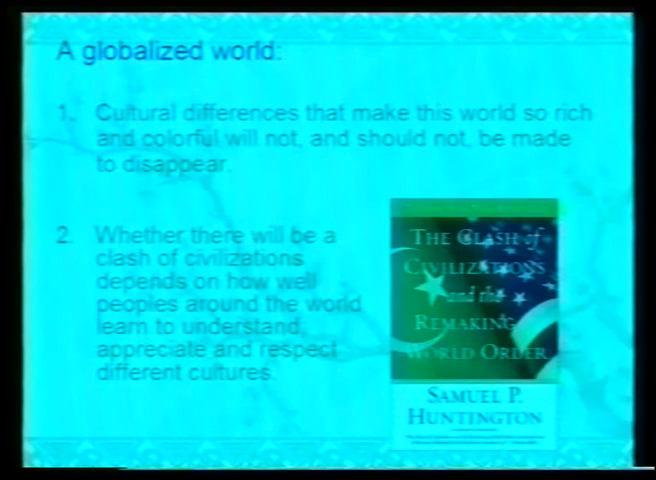 A globalized world:
1. Cultural differences that make this world so rich
and colorful will not, and should not, be made
to disappear.
2. Whether there will be a
clash of civilizations
depends on how well
peoples around the world
learn to understand,
appreciate and respect
different cultures.
THE CLASH of
CIVILIZATIONS
and the
REMAKING
WORLD ORDER
SAMUEL P.
HUNTINGTON